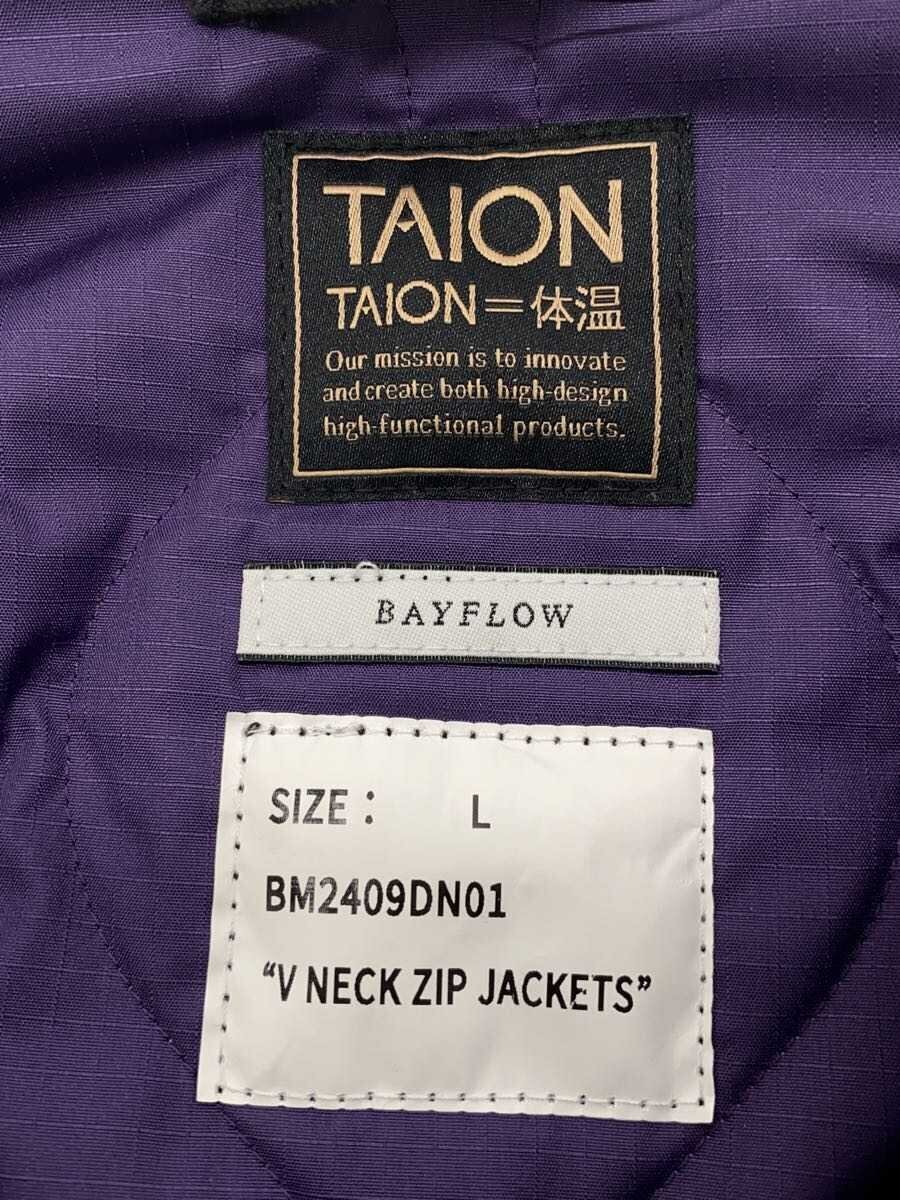 TAION
TAION=体温
Our mission is to innovate
and create both high-design
high-functional products.
BAYFLOW
SIZE: L
BM2409DN01
"V NECK ZIP JACKETS"